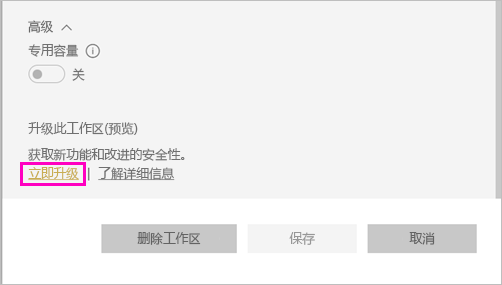 高级
专用容量
关
升级此工作区(预览)
获取新功能和改进的安全性。
立即升级 | 了解详细信息
删除工作区 保存 取消